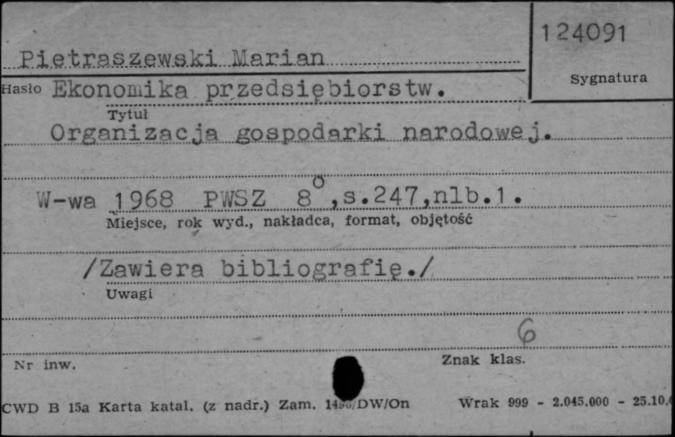 124091
Pietraszewski Marian
Sygnatura
Hasło Ekonomika przedsiębiorstw.
Tytuł
Organizacja gospodarki narodowej.
W-wa 1968 PWSZ 8°,s.247,nlb.1.
Miejsce, rok wyd., nakładca, format, objętość
/Zawiera bibliografię./
Uwagi
6
Nr inw. Znak klas.
CWD B 15a Karta katal. (z nadr.) Zam. DW/On Wrak 999 - 2.045.000 - 25.10.